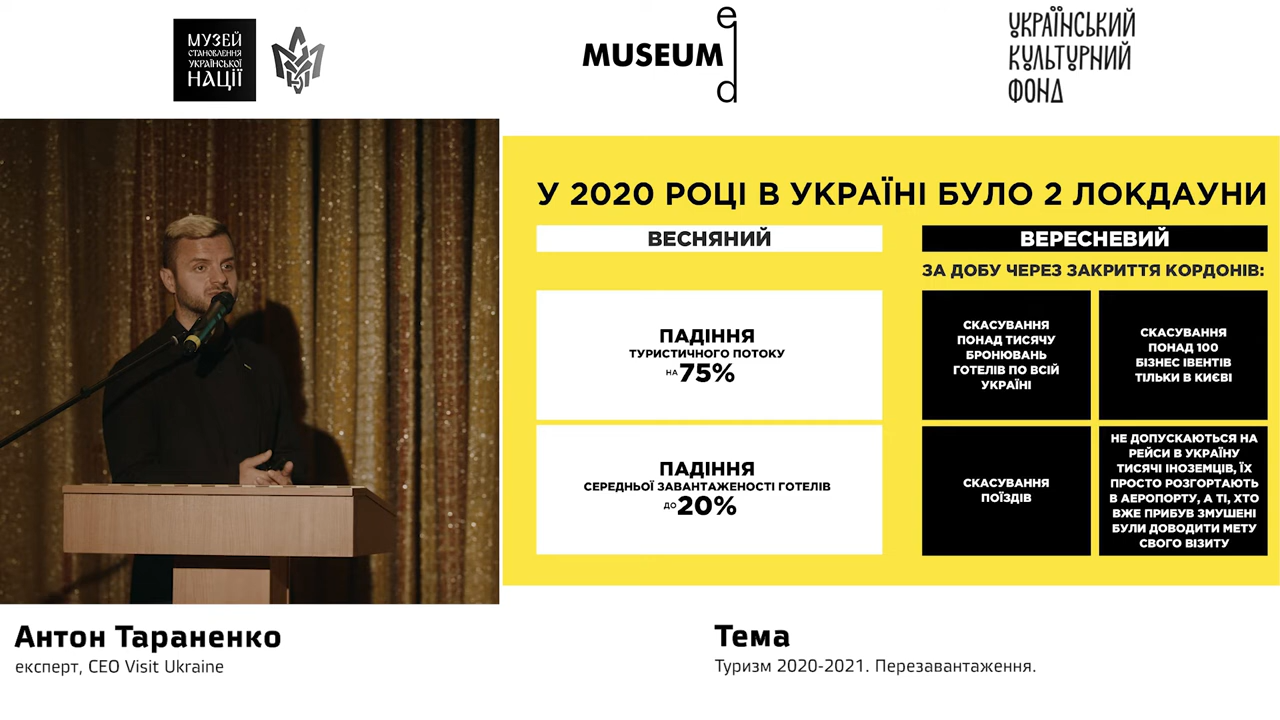 МУЗЕЙ
СТАНОВЛЕННЯ
УКРАЇНСЬКОЇ
НАЦІЇ
MUSEUM
ed
УКРАЇНСЬКИЙ
КУЛЬТУРНИЙ
ФОНД
У 2020 РОЦІ В УКРАЇНІ БУЛО 2 ЛОКДАУНИ
ВЕСНЯНИЙ
ПАДІННЯ
ТУРИСТИЧНОГО ПОТОКУ
НА 75%
ПАДІННЯ
СЕРЕДНЬОЇ ЗАВАНТАЖЕНОСТІ ГОТЕЛІВ
ДО 20%
ВЕРЕСНЕВИЙ
ЗА ДОБУ ЧЕРЕЗ ЗАКРИТТЯ КОРДОНІВ:
СКАСУВАННЯ
ПОНАД ТИСЯЧУ
БРОНЮВАНЬ
ГОТЕЛІВ ПО ВСІЙ
УКРАЇНІ
СКАСУВАННЯ
ПОНАД 100
БІЗНЕС ІВЕНТІВ
ТІЛЬКИ В КИЄВІ
СКАСУВАННЯ
ПОЇЗДІВ
НЕ ДОПУСКАЮТЬСЯ НА
РЕЙСИ В УКРАЇНУ
ТИСЯЧІ ІНОЗЕМЦІВ, ЇХ
ПРОСТО РОЗГОРТАЮТЬ
В АЕРОПОРТУ, А ТІ, ХТО
ВЖЕ ПРИБУВ ЗМУШЕНІ
БУЛИ ДОВОДИТИ МЕТУ
СВОГО ВІЗИТУ
Антон Тараненко
експерт, CEO Visit Ukraine
Тема
Туризм 2020-2021. Перезавантаження.